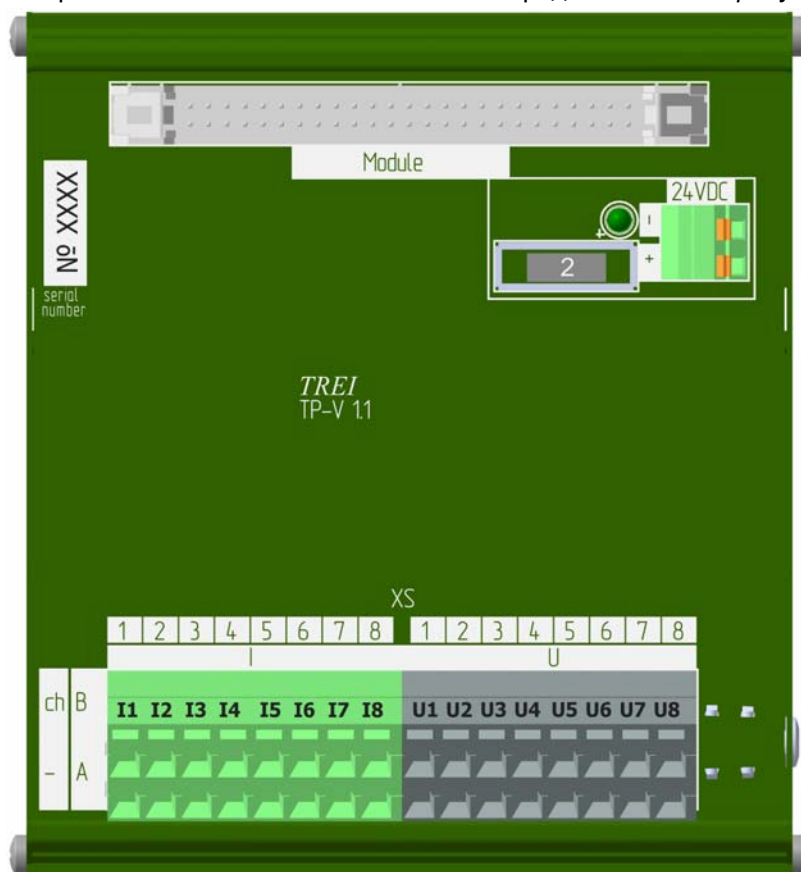 Module
24VDC
-
2
+
+
№ XXXX
serial
number
TREI
TP-V 1.1
XS
1 2 3 4 5 6 7 8 1 2 3 4 5 6 7 8
I U
ch B I1 I2 I3 I4 I5 I6 I7 I8 U1 U2 U3 U4 U5 U6 U7 U8
- A